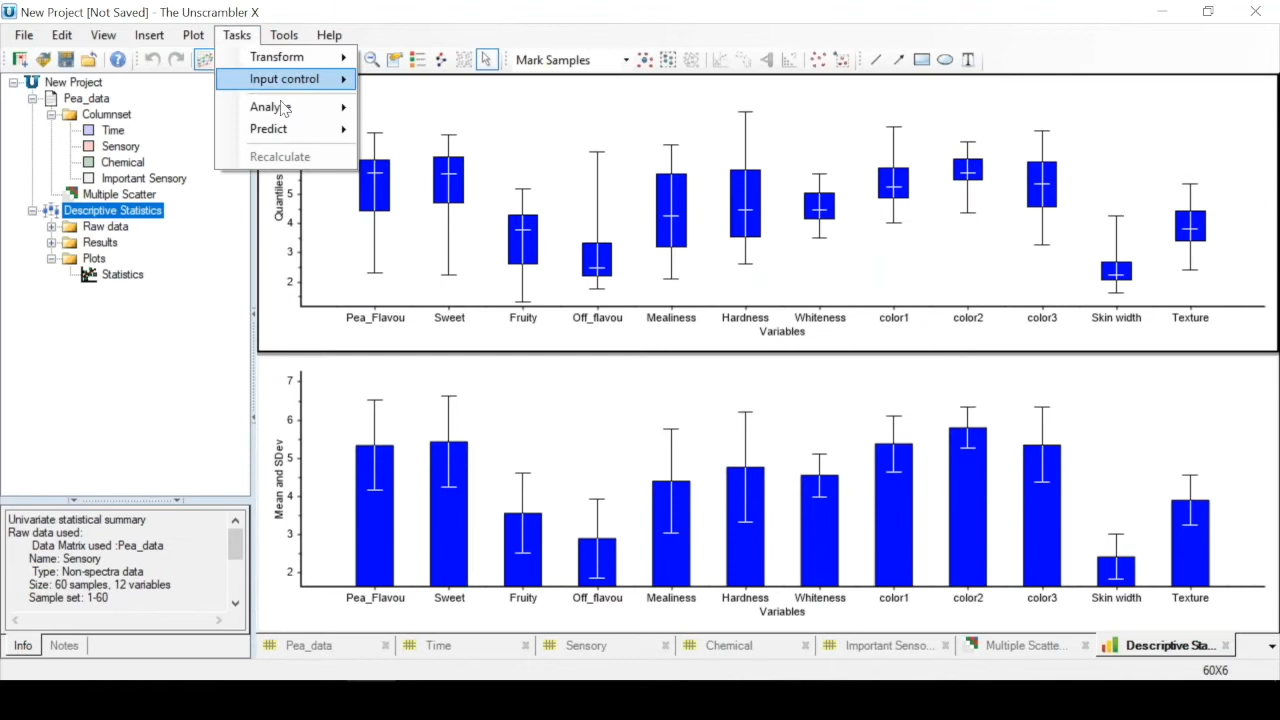 New Project [Not Saved] - The Unscrambler X
File Edit View Insert Plot Tasks Tools Help
Mark Samples
Transform
Input control
Predict
Recalculate
New Project
Pea_data
Columnset
Time
Sensory
Chemical
Important Sensory
Multiple Scatter
Descriptive Statistics
Raw data
Results
Plots
Statistics
Quantiles
5
4
3
2
Pea_Flavou Sweet Fruity Off_flavou Mealiness Hardness Whiteness color1 color2 color3 Skin width Texture
Variables
Mean and SDev
7
6
5
4
3
2
Pea_Flavou Sweet Fruity Off_flavou Mealiness Hardness Whiteness color1 color2 color3 Skin width Texture
Variables
Univariate statistical summary
Raw data used:
Data Matrix used :Pea_data
Name: Sensory
Type: Non-spectra data
Size: 60 samples, 12 variables
Sample set: 1-60
Info Notes
Pea_data Time Sensory Chemical Important Senso... Multiple Scatte... Descriptive Sta...
60X6